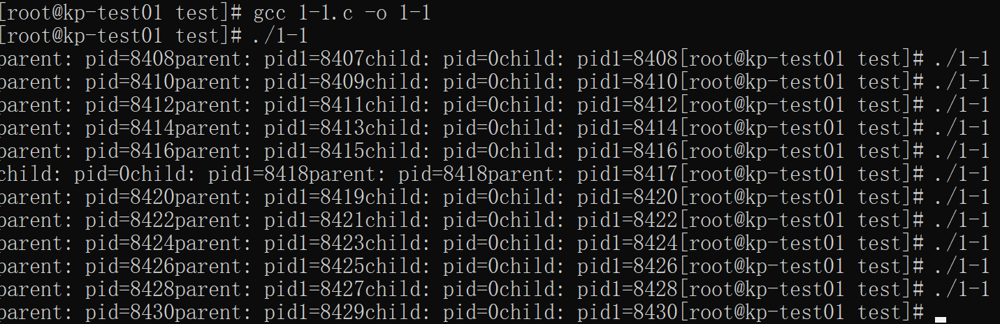 [root@kp-test01 test]# gcc 1-1.c -o 1-1
[root@kp-test01 test]# ./1-1
parent: pid=8408parent: pid1=8407child: pid=0child: pid1=8408[root@kp-test01 test]# ./1-1
parent: pid=8410parent: pid1=8409child: pid=0child: pid1=8410[root@kp-test01 test]# ./1-1
parent: pid=8412parent: pid1=8411child: pid=0child: pid1=8412[root@kp-test01 test]# ./1-1
parent: pid=8414parent: pid1=8413child: pid=0child: pid1=8414[root@kp-test01 test]# ./1-1
parent: pid=8416parent: pid1=8415child: pid=0child: pid1=8416[root@kp-test01 test]# ./1-1
child: pid=0child: pid1=8418parent: pid=8418parent: pid1=8417[root@kp-test01 test]# ./1-1
parent: pid=8420parent: pid1=8419child: pid=0child: pid1=8420[root@kp-test01 test]# ./1-1
parent: pid=8422parent: pid1=8421child: pid=0child: pid1=8422[root@kp-test01 test]# ./1-1
parent: pid=8424parent: pid1=8423child: pid=0child: pid1=8424[root@kp-test01 test]# ./1-1
parent: pid=8426parent: pid1=8425child: pid=0child: pid1=8426[root@kp-test01 test]# ./1-1
parent: pid=8428parent: pid1=8427child: pid=0child: pid1=8428[root@kp-test01 test]# ./1-1
parent: pid=8430parent: pid1=8429child: pid=0child: pid1=8430[root@kp-test01 test]#